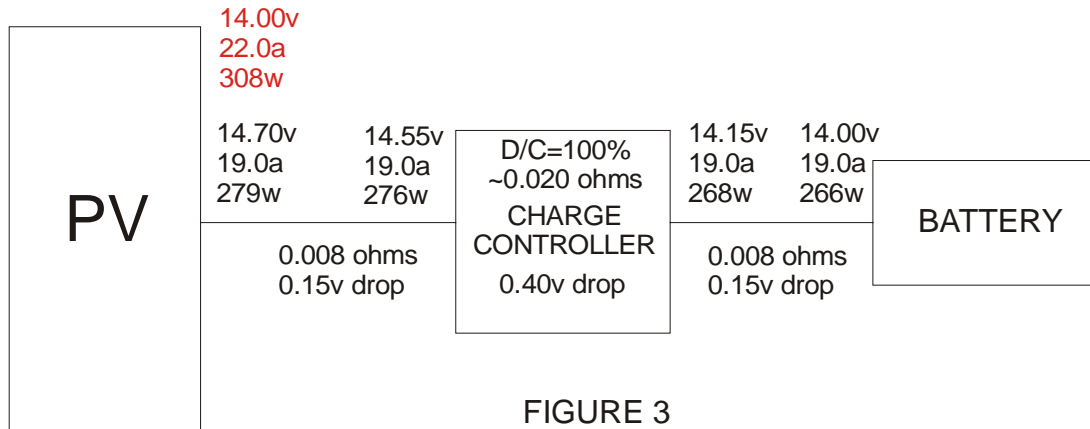 14.00v
22.0a
308w
PV
14.70v
19.0a
279w
14.55v
19.0a
276w
0.008 ohms
0.15v drop
D/C=100%
~0.020 ohms
CHARGE
CONTROLLER
0.40v drop
14.15v
19.0a
268w
14.00v
19.0a
266w
0.008 ohms
0.15v drop
BATTERY
FIGURE 3